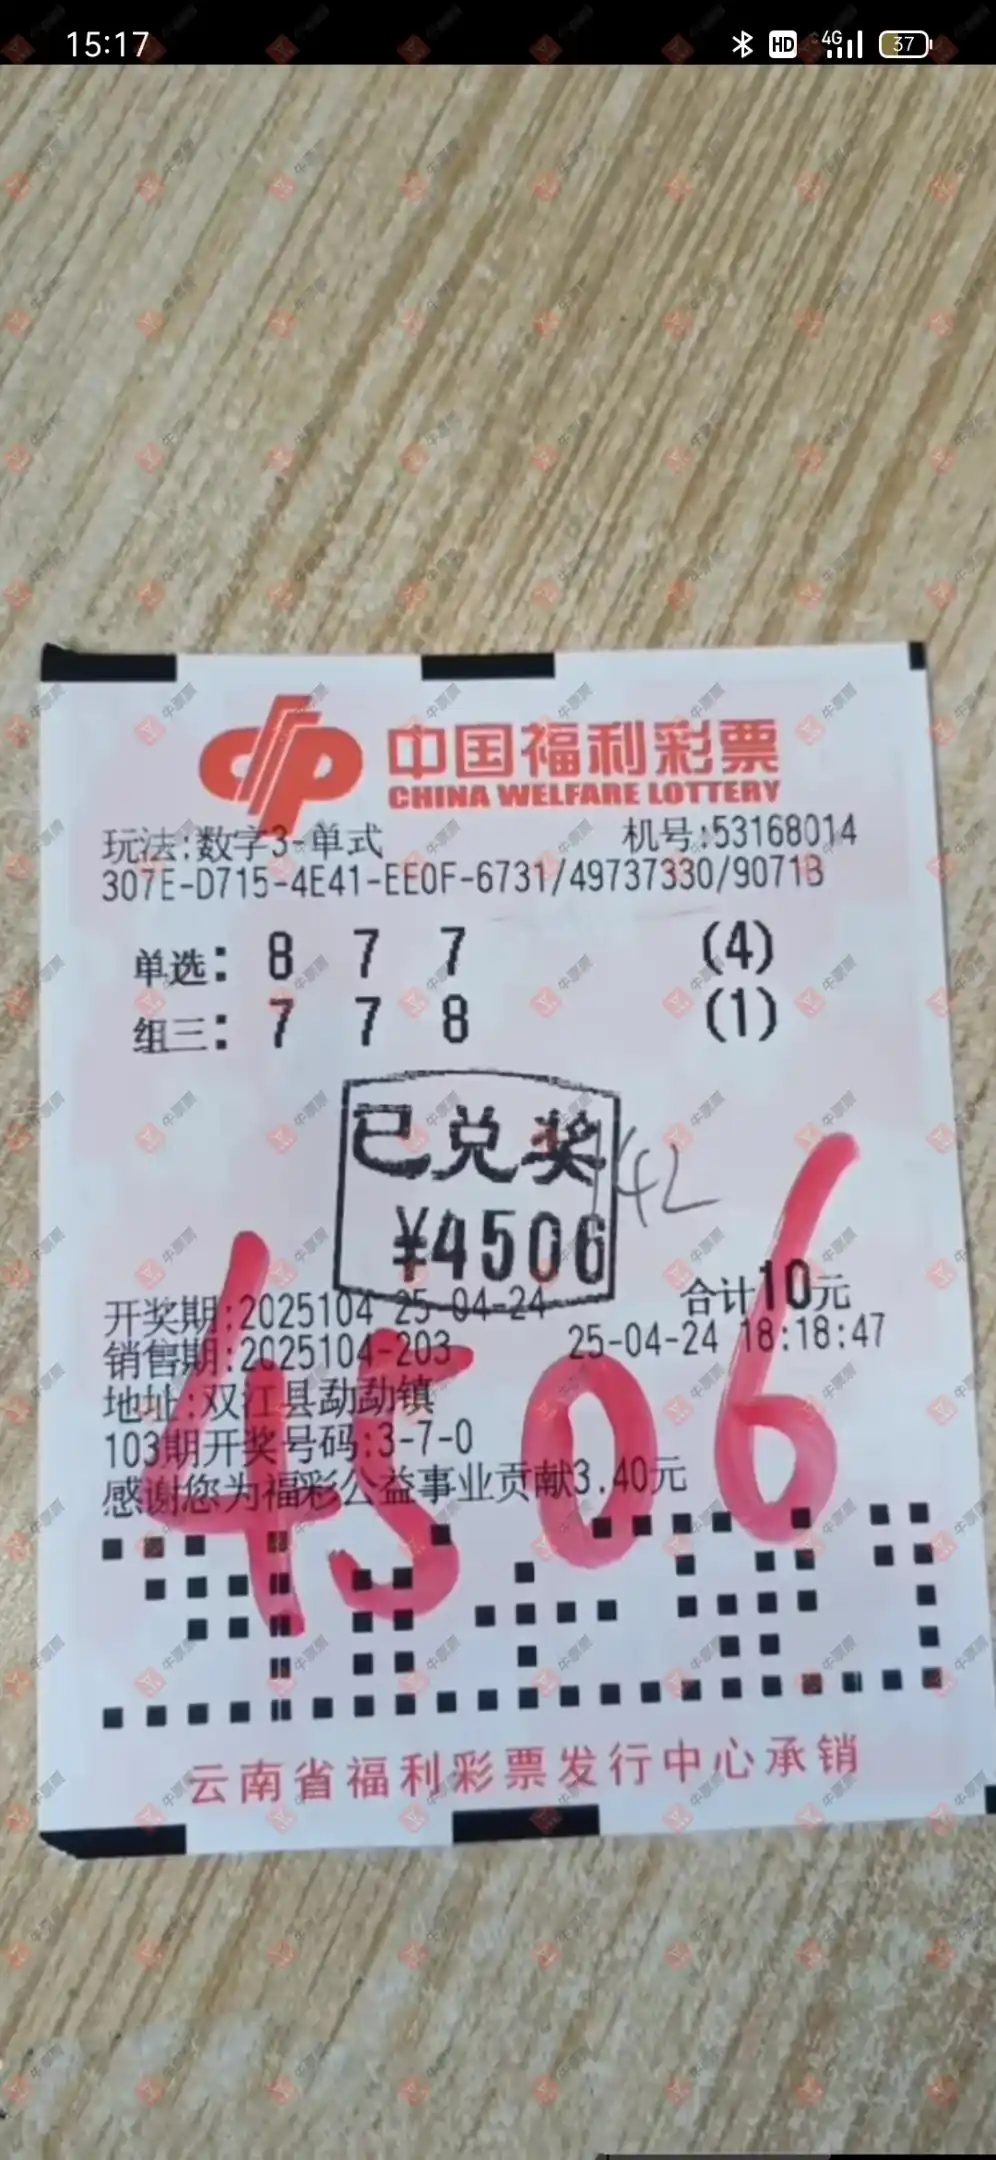 15:17
HD 4G 37
中国福利彩票
CHINA WELFARE LOTTERY
玩法:数字3-单式 机号:53168014
307E-D715-4E41-EE0F-6731/49737330/9071B
单选: 8 7 7 (4)
组三: 7 7 8 (1)
已兑奖
¥4506
42
合计10元
开奖期:2025104 25-04-24
销售期:2025104-203 25-04-24 18:18:47
地址:双江县勐勐镇
103期开奖号码:3-7-0
感谢您为福彩公益事业贡献3.40元
4506
云南省福利彩票发行中心承销